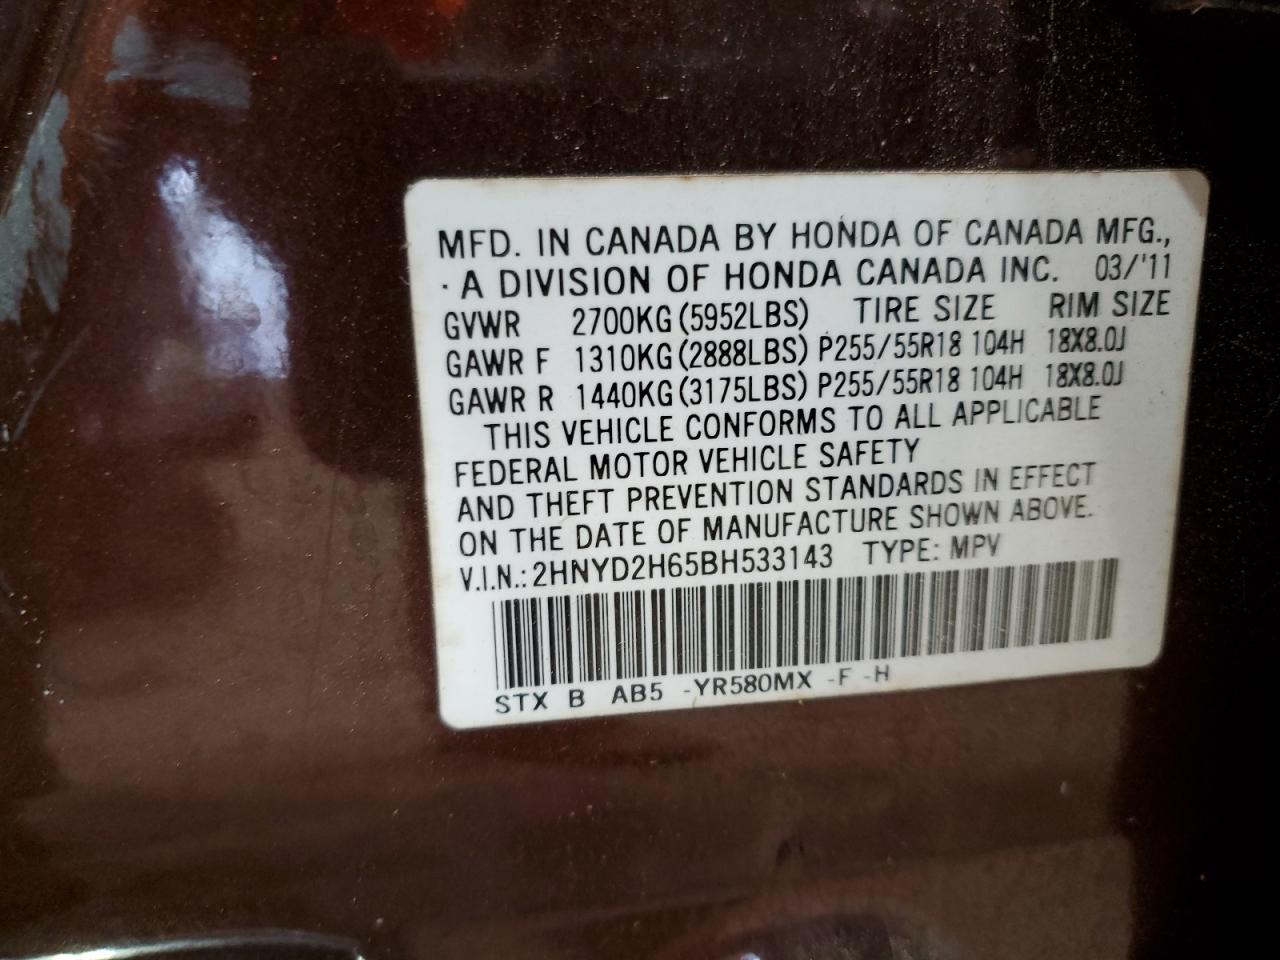 MFD. IN CANADA BY HONDA OF CANADA MFG.,
· A DIVISION OF HONDA CANADA INC. 03/'11
GVWR 2700KG(5952LBS) TIRE SIZE RIM SIZE
GAWR F 1310KG(2888LBS) P255/55R18 104H 18X8.0J
GAWR R 1440KG(3175LBS) P255/55R18 104H 18X8.0J
THIS VEHICLE CONFORMS TO ALL APPLICABLE
FEDERAL MOTOR VEHICLE SAFETY
AND THEFT PREVENTION STANDARDS IN EFFECT
ON THE DATE OF MANUFACTURE SHOWN ABOVE.
V.I.N.: 2HNYD2H65BH533143 TYPE: MPV
STX B AB5 -YR580MX -F -H